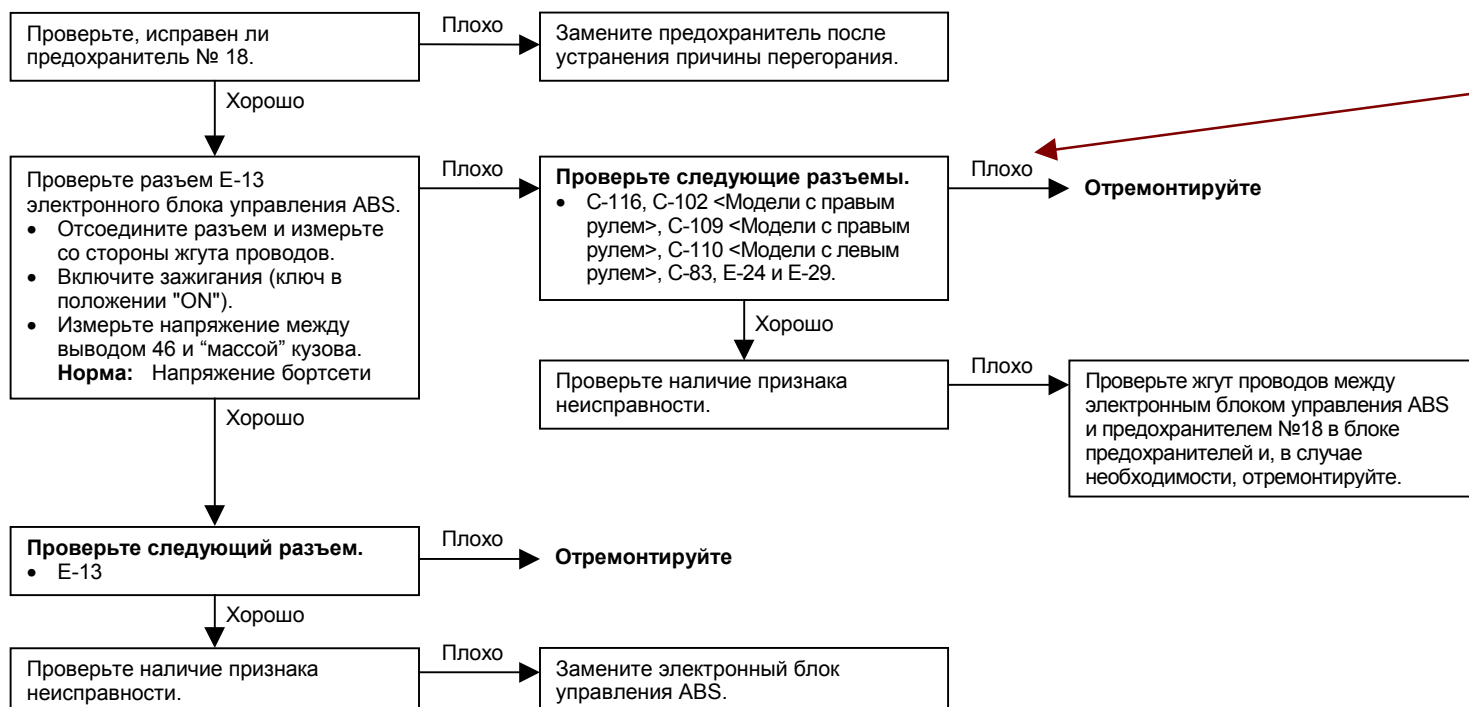 Проверьте, исправен ли
предохранитель № 18.
Плохо
Замените предохранитель после
устранения причины перегорания.
Хорошо
Проверьте разъем E-13
электронного блока управления ABS.
• Отсоедините разъем и измерьте
со стороны жгута проводов.
• Включите зажигания (ключ в
положении "ON").
• Измерьте напряжение между
выводом 46 и “массой” кузова.
Норма: Напряжение бортсети
Плохо
Проверьте следующие разъемы.
• C-116, C-102 <Модели с правым
рулем>, C-109 <Модели с правым
рулем>, C-110 <Модели с левым
рулем>, C-83, E-24 и E-29.
Плохо
Отремонтируйте
Хорошо
Проверьте наличие признака
неисправности.
Плохо
Проверьте жгут проводов между
электронным блоком управления ABS
и предохранителем №18 в блоке
предохранителей и, в случае
необходимости, отремонтируйте.
Хорошо
Проверьте следующий разъем.
• E-13
Плохо
Отремонтируйте
Хорошо
Проверьте наличие признака
неисправности.
Плохо
Замените электронный блок
управления ABS.